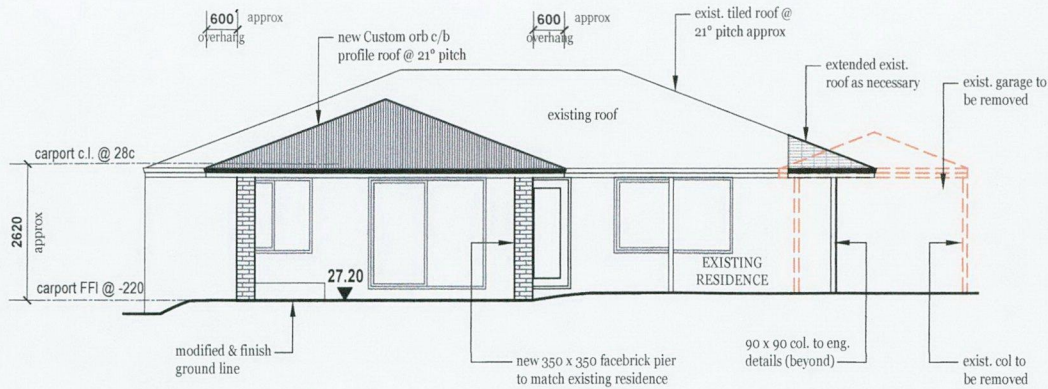 600 approx
overhang
600 approx
overhang
new Custom orb c/b
profile roof @ 21° pitch
exist. tiled roof @
21° pitch approx
extended exist.
roof as necessary
exist. garage to
be removed
existing roof
carport c.l. @ 28c
2620
approx
EXISTING
RESIDENCE
27.20
carport FFl @ -220
modified & finish
ground line
new 350 x 350 facebrick pier
to match existing residence
90 x 90 col. to eng.
details (beyond)
exist. col to
be removed